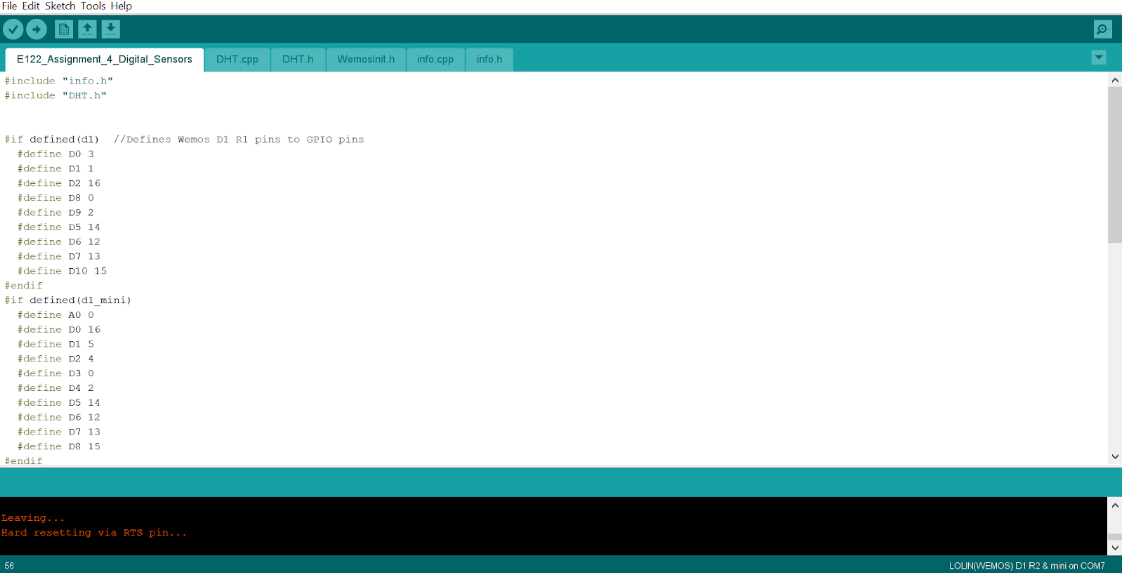 File Edit Sketch Tools Help
E122_Assignment_4_Digital_Sensors DHT.cpp DHT.h WemosInit.h info.cpp info.h
#include "info.h"
#include "DHT.h"
#if defined(d1)  //Defines Wemos D1 R1 pins to GPIO pins
  #define D0 3
  #define D1 1
  #define D2 16
  #define D8 0
  #define D9 2
  #define D5 14
  #define D6 12
  #define D7 13
  #define D10 15
#endif
#if defined(d1_mini)
  #define A0 0
  #define D0 16
  #define D1 5
  #define D2 4
  #define D3 0
  #define D4 2
  #define D5 14
  #define D6 12
  #define D7 13
  #define D8 15
#endif
Leaving...
Hard resetting via RTS pin...
56 LOLIN(WEMOS) D1 R2 & mini on COM7